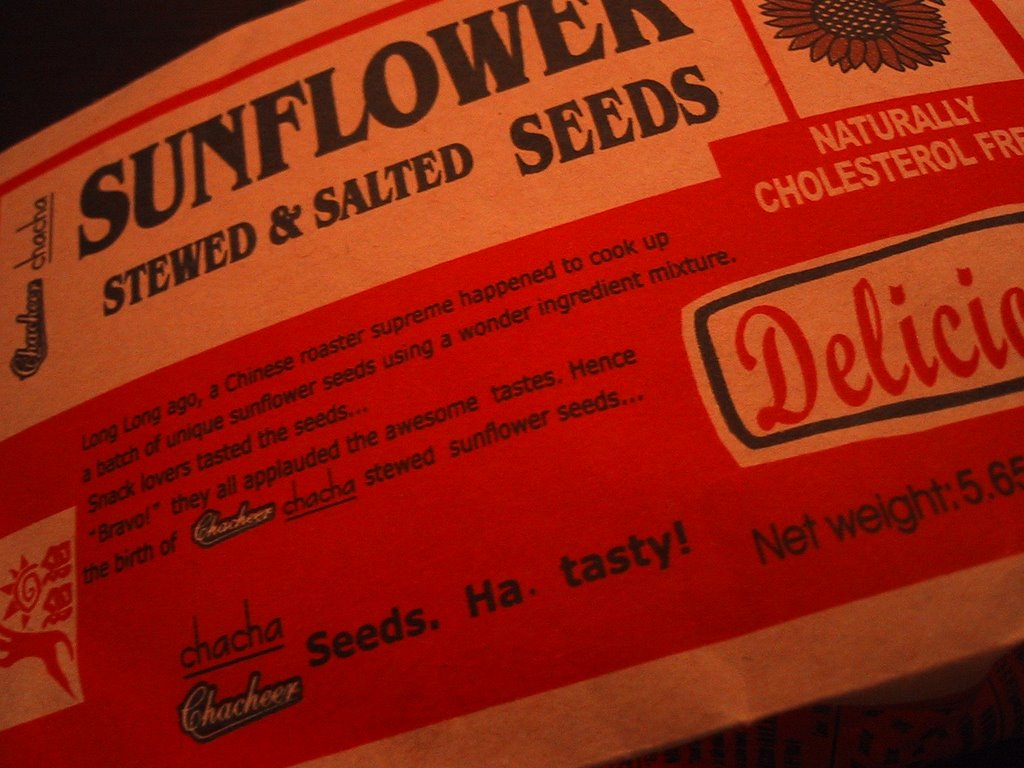 SUNFLOWER
STEWED & SALTED SEEDS
Chacheer chacha
NATURALLY
CHOLESTEROL FRE
Long Long ago, a Chinese roaster supreme happened to cook up
a batch of unique sunflower seeds using a wonder ingredient mixture.
Snack lovers tasted the seeds...
"Bravo!" they all applauded the awesome tastes. Hence
the birth of Chacheer chacha stewed sunflower seeds...
Delicio
Net weight:5.65
chacha
Chacheer
Seeds. Ha. tasty!